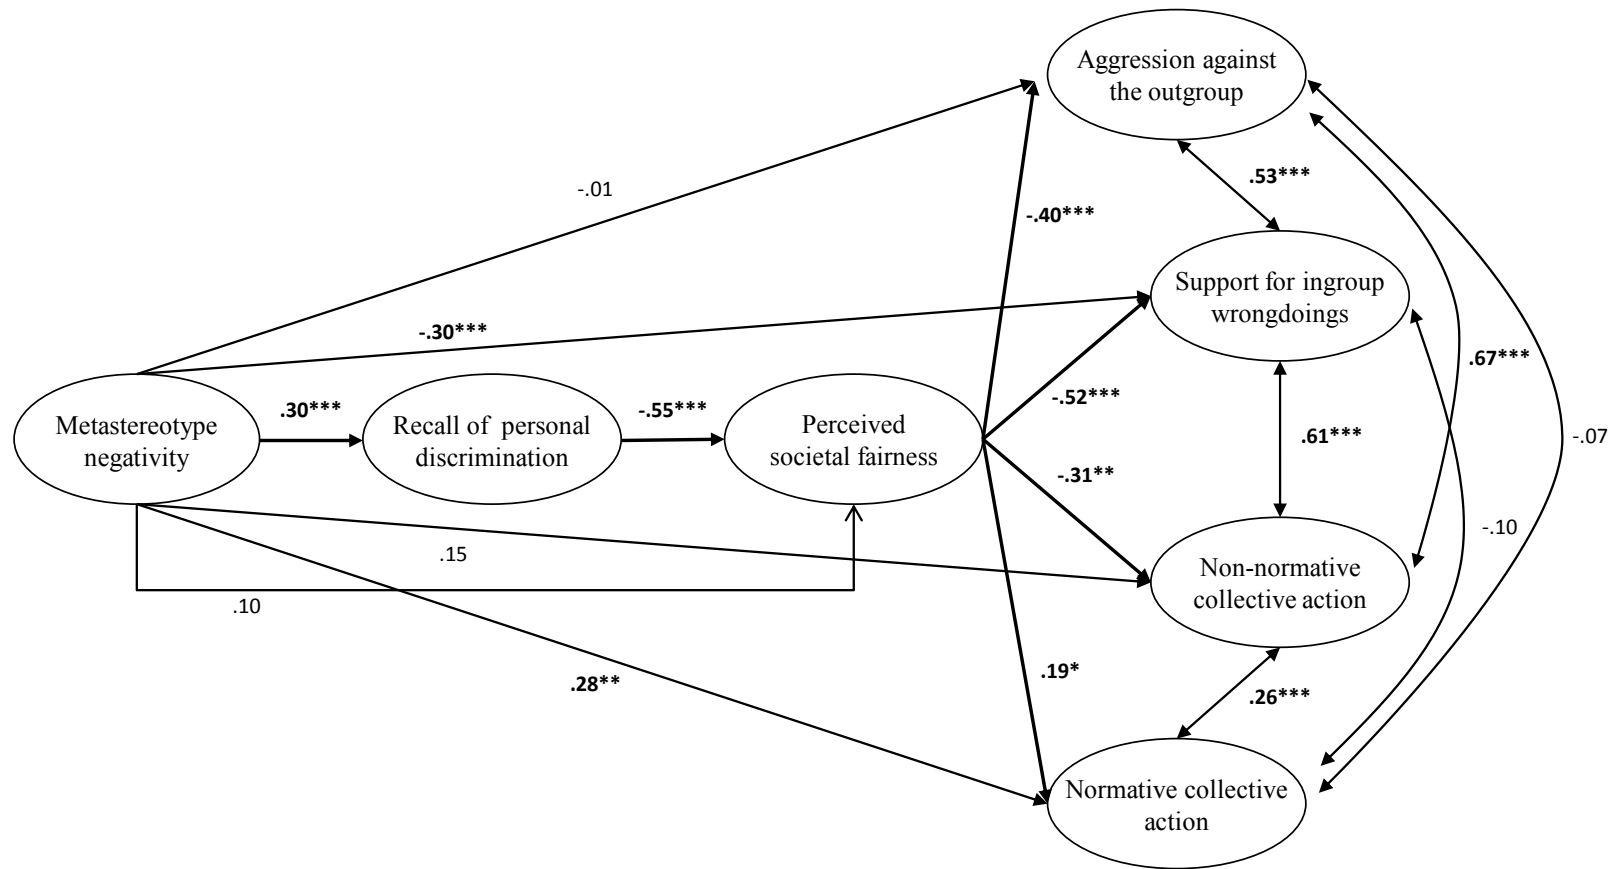 Aggression against
the outgroup
-.01
.53***
-.40***
Support for ingroup
wrongdoings
-.30***
.67***
-.52***
Metastereotype
negativity
.30***
Recall of personal
discrimination
-.55***
Perceived
societal fairness
.61***
-.07
-.31**
-.10
.15
Non-normative
collective action
.10
.28**
.19*
.26***
Normative collective
action